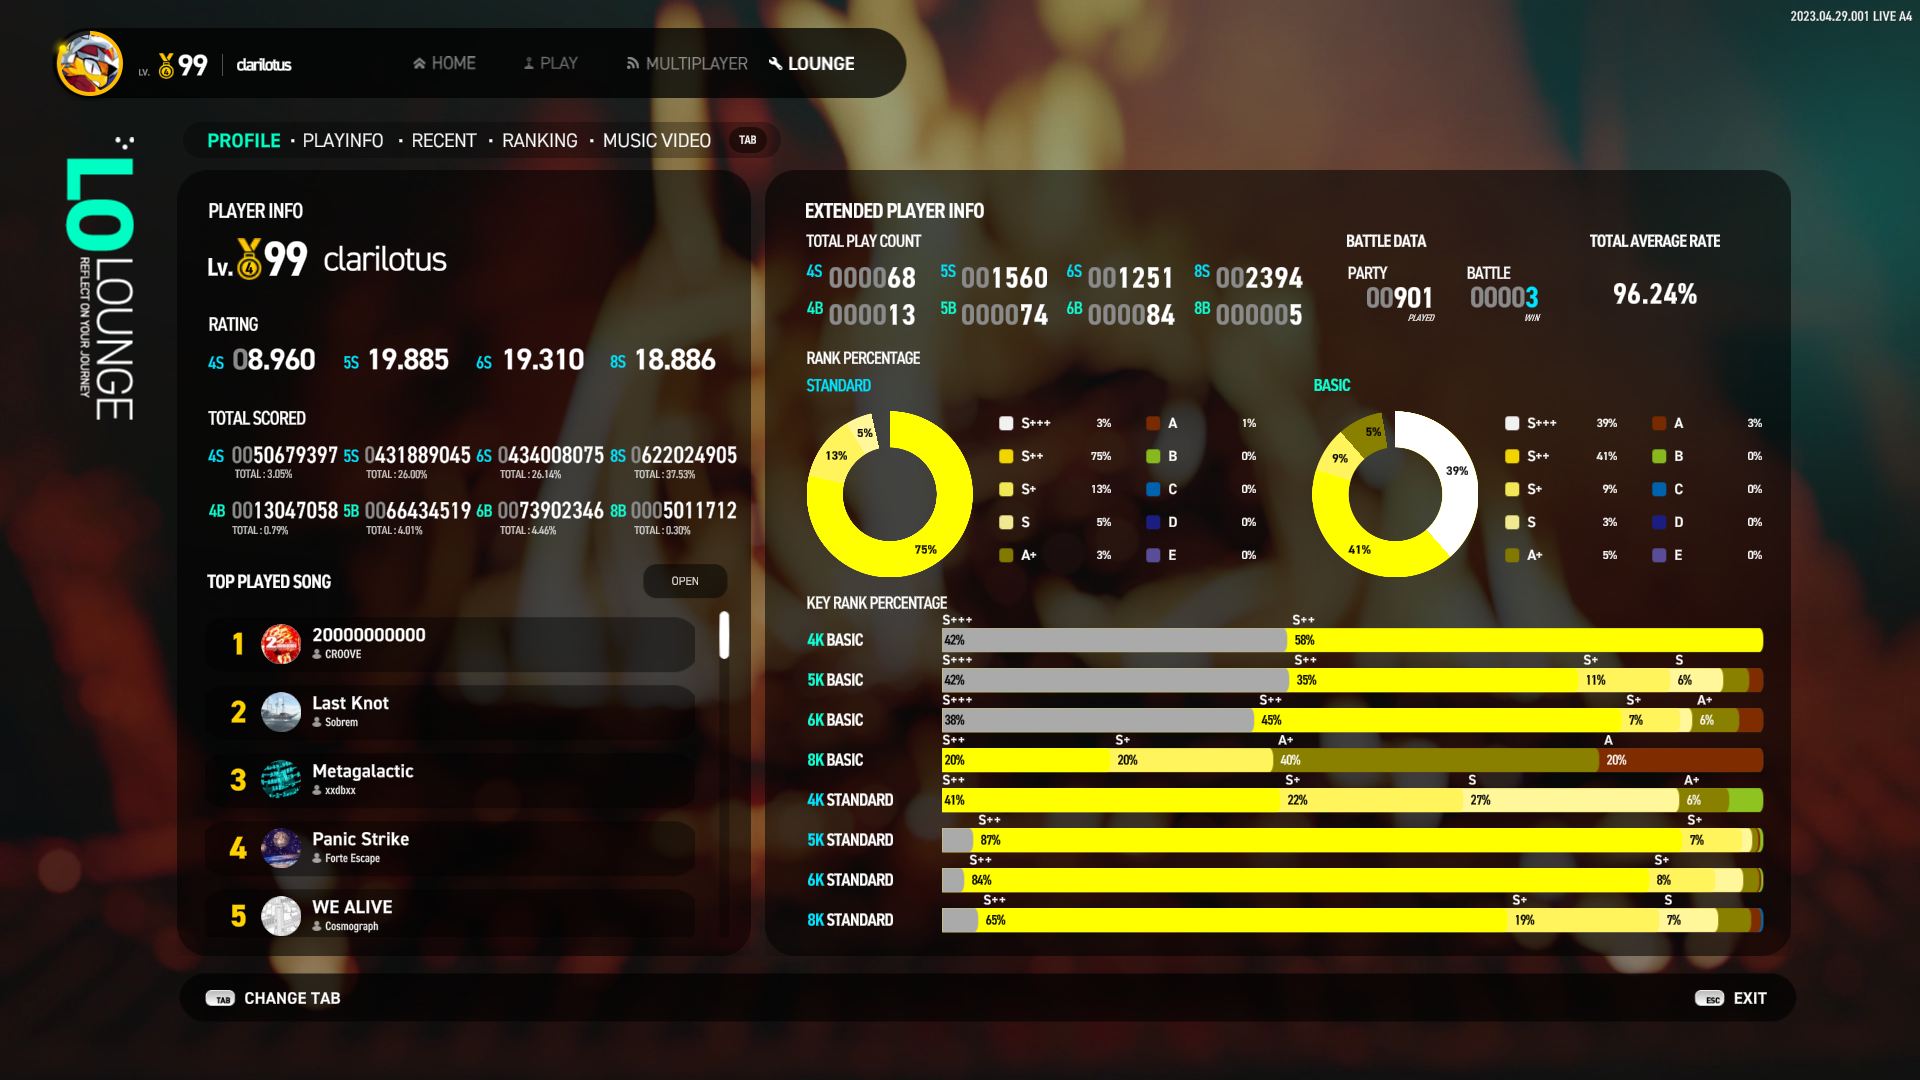 2023.04.29.001 LIVE A4
LV. 4 99 clarilotus
HOME PLAY MULTIPLAYER LOUNGE
PROFILE · PLAYINFO · RECENT · RANKING · MUSIC VIDEO TAB
LO
LOUNGE
REFLECT ON YOUR JOURNEY
PLAYER INFO
Lv. 4 99 clarilotus
RATING
4S 08.960 5S 19.885 6S 19.310 8S 18.886
TOTAL SCORED
4S 0050679397 5S 0431889045 6S 0434008075 8S 0622024905
TOTAL : 3.05% TOTAL : 26.00% TOTAL : 26.14% TOTAL : 37.53%
4B 0013047058 5B 0066434519 6B 0073902346 8B 0005011712
TOTAL : 0.79% TOTAL : 4.01% TOTAL : 4.46% TOTAL : 0.30%
TOP PLAYED SONG OPEN
1 20000000000
CROOVE
2 Last Knot
Sobrem
3 Metagalactic
xxdbxx
4 Panic Strike
Forte Escape
5 WE ALIVE
Cosmograph
EXTENDED PLAYER INFO
TOTAL PLAY COUNT
4S 000068 5S 001560 6S 001251 8S 002394
4B 000013 5B 000074 6B 000084 8B 000005
BATTLE DATA
PARTY BATTLE
00901 00003
PLAYED WIN
TOTAL AVERAGE RATE
96.24%
RANK PERCENTAGE
STANDARD
5%
13%
75%
S+++ 3% A 1%
S++ 75% B 0%
S+ 13% C 0%
S 5% D 0%
A+ 3% E 0%
BASIC
5%
9%
39%
41%
S+++ 39% A 3%
S++ 41% B 0%
S+ 9% C 0%
S 3% D 0%
A+ 5% E 0%
KEY RANK PERCENTAGE
S+++ S++
4K BASIC 42% 58%
S+++ S++ S+ S
5K BASIC 42% 35% 11% 6%
S+++ S++ S+ A+
6K BASIC 38% 45% 7% 6%
S++ S+ A+ A
8K BASIC 20% 20% 40% 20%
S++ S+ S A+
4K STANDARD 41% 22% 27% 6%
S++ S+
5K STANDARD 87% 7%
S++ S+
6K STANDARD 84% 8%
S++ S+ S
8K STANDARD 65% 19% 7%
TAB CHANGE TAB
ESC EXIT